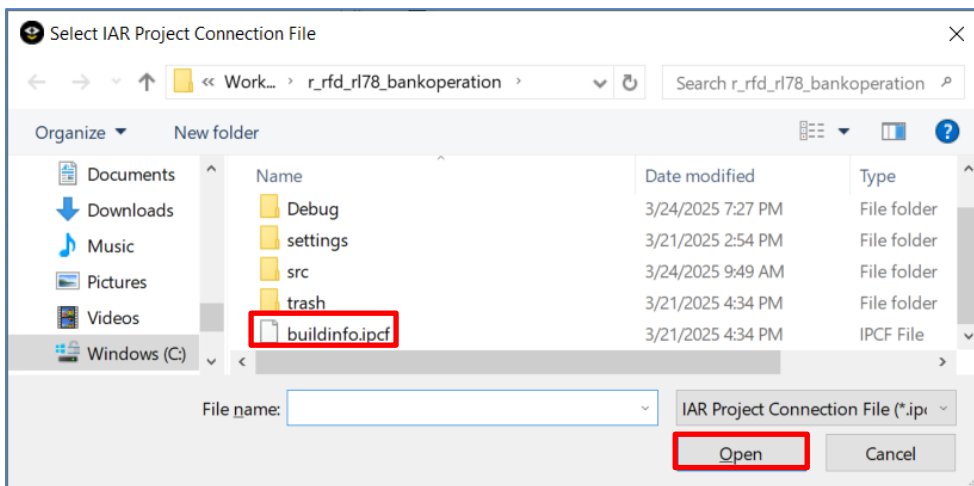 Select IAR Project Connection File
« Work... › r_rfd_rl78_bankoperation ›
Search r_rfd_rl78_bankoperation
Organize
New folder
Name Date modified Type
Documents
Downloads
Music
Pictures
Videos
Windows (C:)
Debug 3/24/2025 7:27 PM File folder
settings 3/21/2025 2:54 PM File folder
src 3/24/2025 9:49 AM File folder
trash 3/21/2025 4:34 PM File folder
buildinfo.ipcf 3/21/2025 4:34 PM IPCF File
File name:
IAR Project Connection File (*.ipc
Open
Cancel